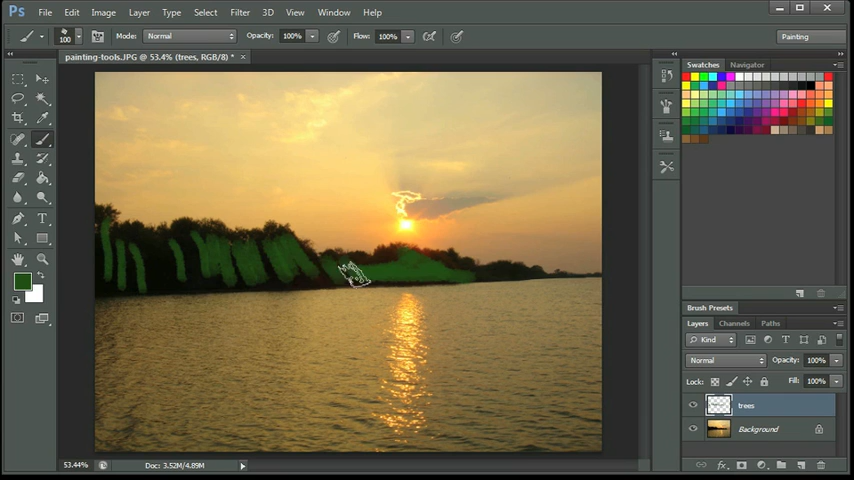 Ps File Edit Image Layer Type Select Filter 3D View Window Help
100 Mode: Normal Opacity: 100% Flow: 100% Painting
painting-tools.JPG @ 53.4% (trees, RGB/8) * ×
Swatches Navigator
Brush Presets
Layers Channels Paths
Kind
Normal Opacity: 100%
Lock: Fill: 100%
trees
Background
53.44% Doc: 3.52M/4.89M